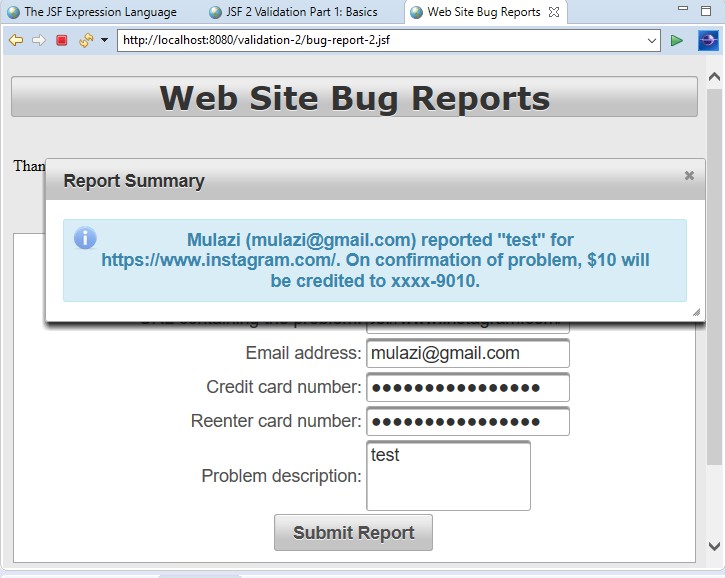 The JSF Expression Language
JSF 2 Validation Part 1: Basics
Web Site Bug Reports
http://localhost:8080/validation-2/bug-report-2.jsf
Web Site Bug Reports
Than
Report Summary
Mulazi (mulazi@gmail.com) reported "test" for
https://www.instagram.com/. On confirmation of problem, $10 will
be credited to xxxx-9010.
Email address: mulazi@gmail.com
Credit card number: ●●●●●●●●●●●●●●●●
Reenter card number: ●●●●●●●●●●●●●●●●
Problem description: test
Submit Report